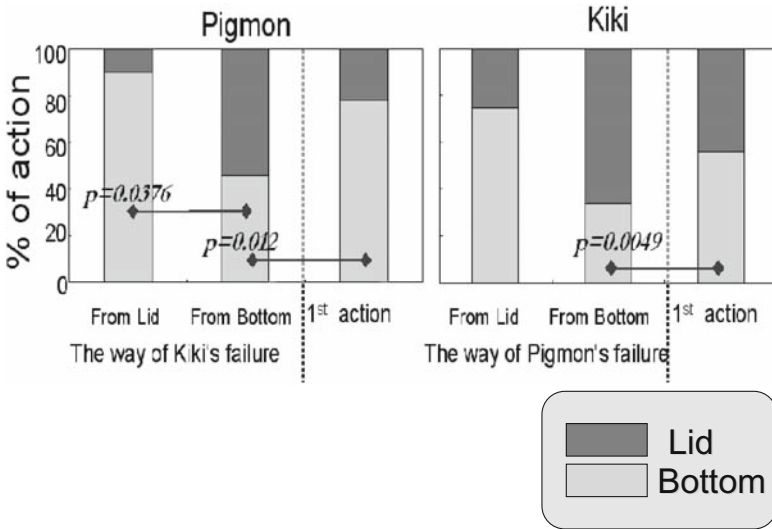 Pigmon
Kiki
% of action
100
80
60
40
20
0
p=0.0376
p=0.012
p=0.0049
From Lid
From Bottom
1st action
From Lid
From Bottom
1st action
The way of Kiki's failure
The way of Pigmon's failure
Lid
Bottom